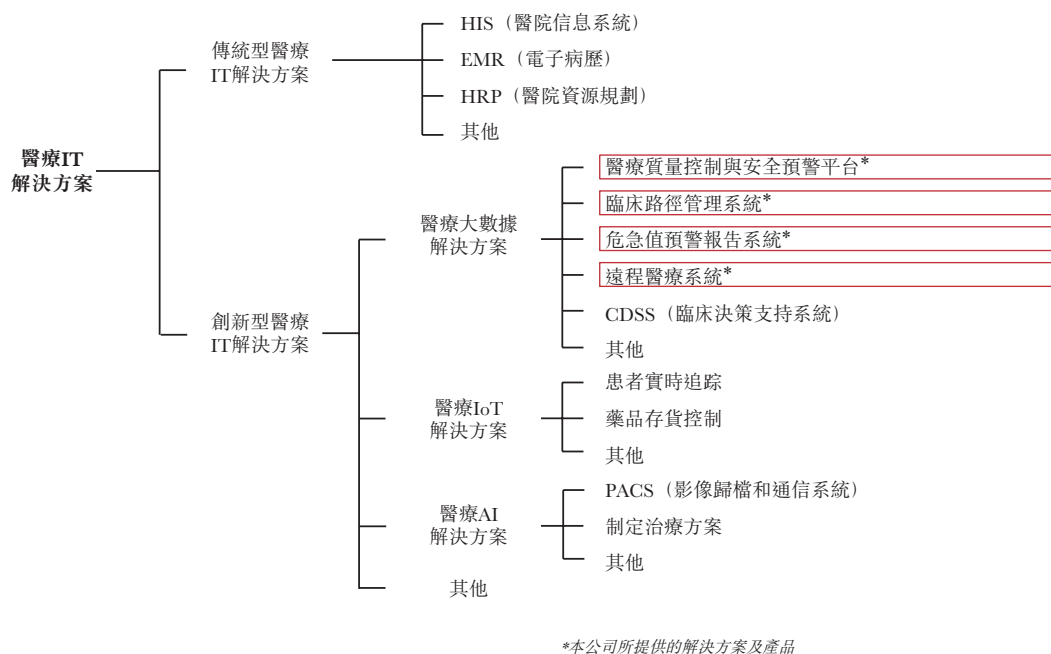 醫療IT
解決方案
傳統型醫療
IT解決方案
HIS（醫院信息系統）
EMR（電子病歷）
HRP（醫院資源規劃）
其他
創新型醫療
IT解決方案
醫療大數據
解決方案
醫療質量控制與安全預警平台*
臨床路徑管理系統*
危急值預警報告系統*
遠程醫療系統*
CDSS（臨床決策支持系統）
其他
醫療IoT
解決方案
患者實時追踪
藥品存貨控制
其他
醫療AI
解決方案
PACS（影像歸檔和通信系統）
制定治療方案
其他
其他
*本公司所提供的解決方案及產品